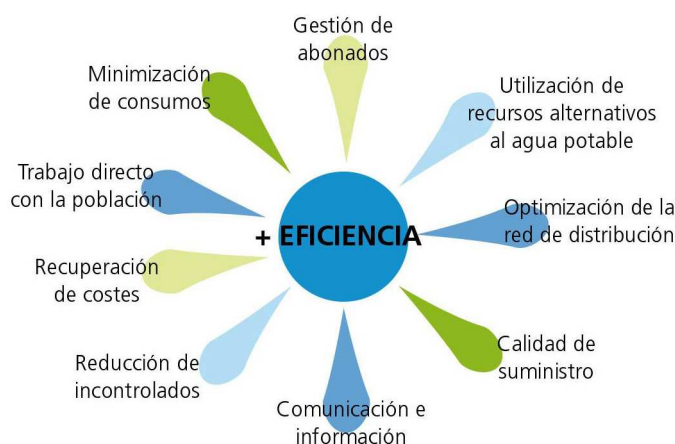 Gestión de
abonados
Utilización de
recursos alternativos
al agua potable
Optimización de la
red de distribución
Calidad de
suministro
Comunicación e
información
Reducción de
incontrolados
Recuperación
de costes
Trabajo directo
con la población
Minimización
de consumos
+ EFICIENCIA